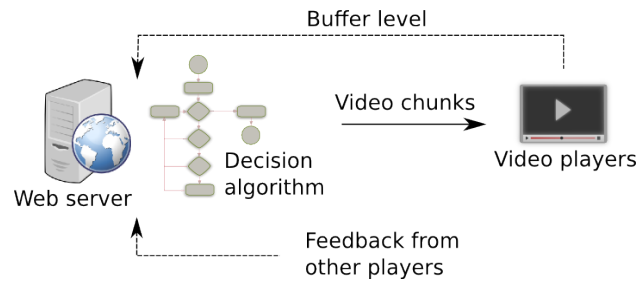 Buffer level
Video chunks
Decision
algorithm
Video players
Web server
Feedback from
other players